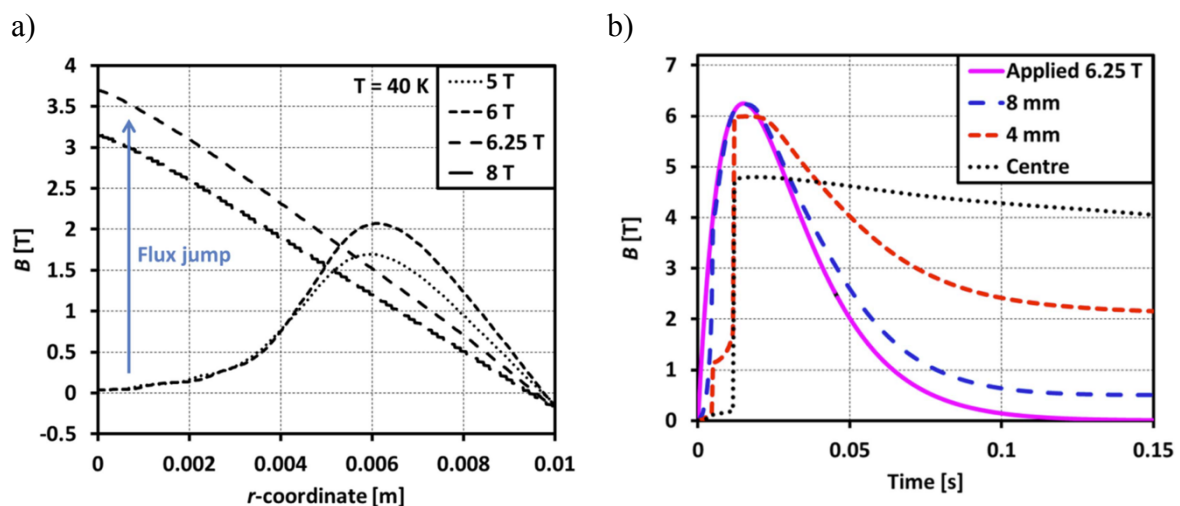 a)
4
3.5
3
2.5
2
1.5
1
0.5
0
-0.5
B [T]
T = 40 K
5 T
6 T
6.25 T
8 T
Flux jump
0 0.002 0.004 0.006 0.008 0.01
r-coordinate [m]
b)
7
6
5
4
3
2
1
0
B [T]
Applied 6.25 T
8 mm
4 mm
Centre
0 0.05 0.1 0.15
Time [s]